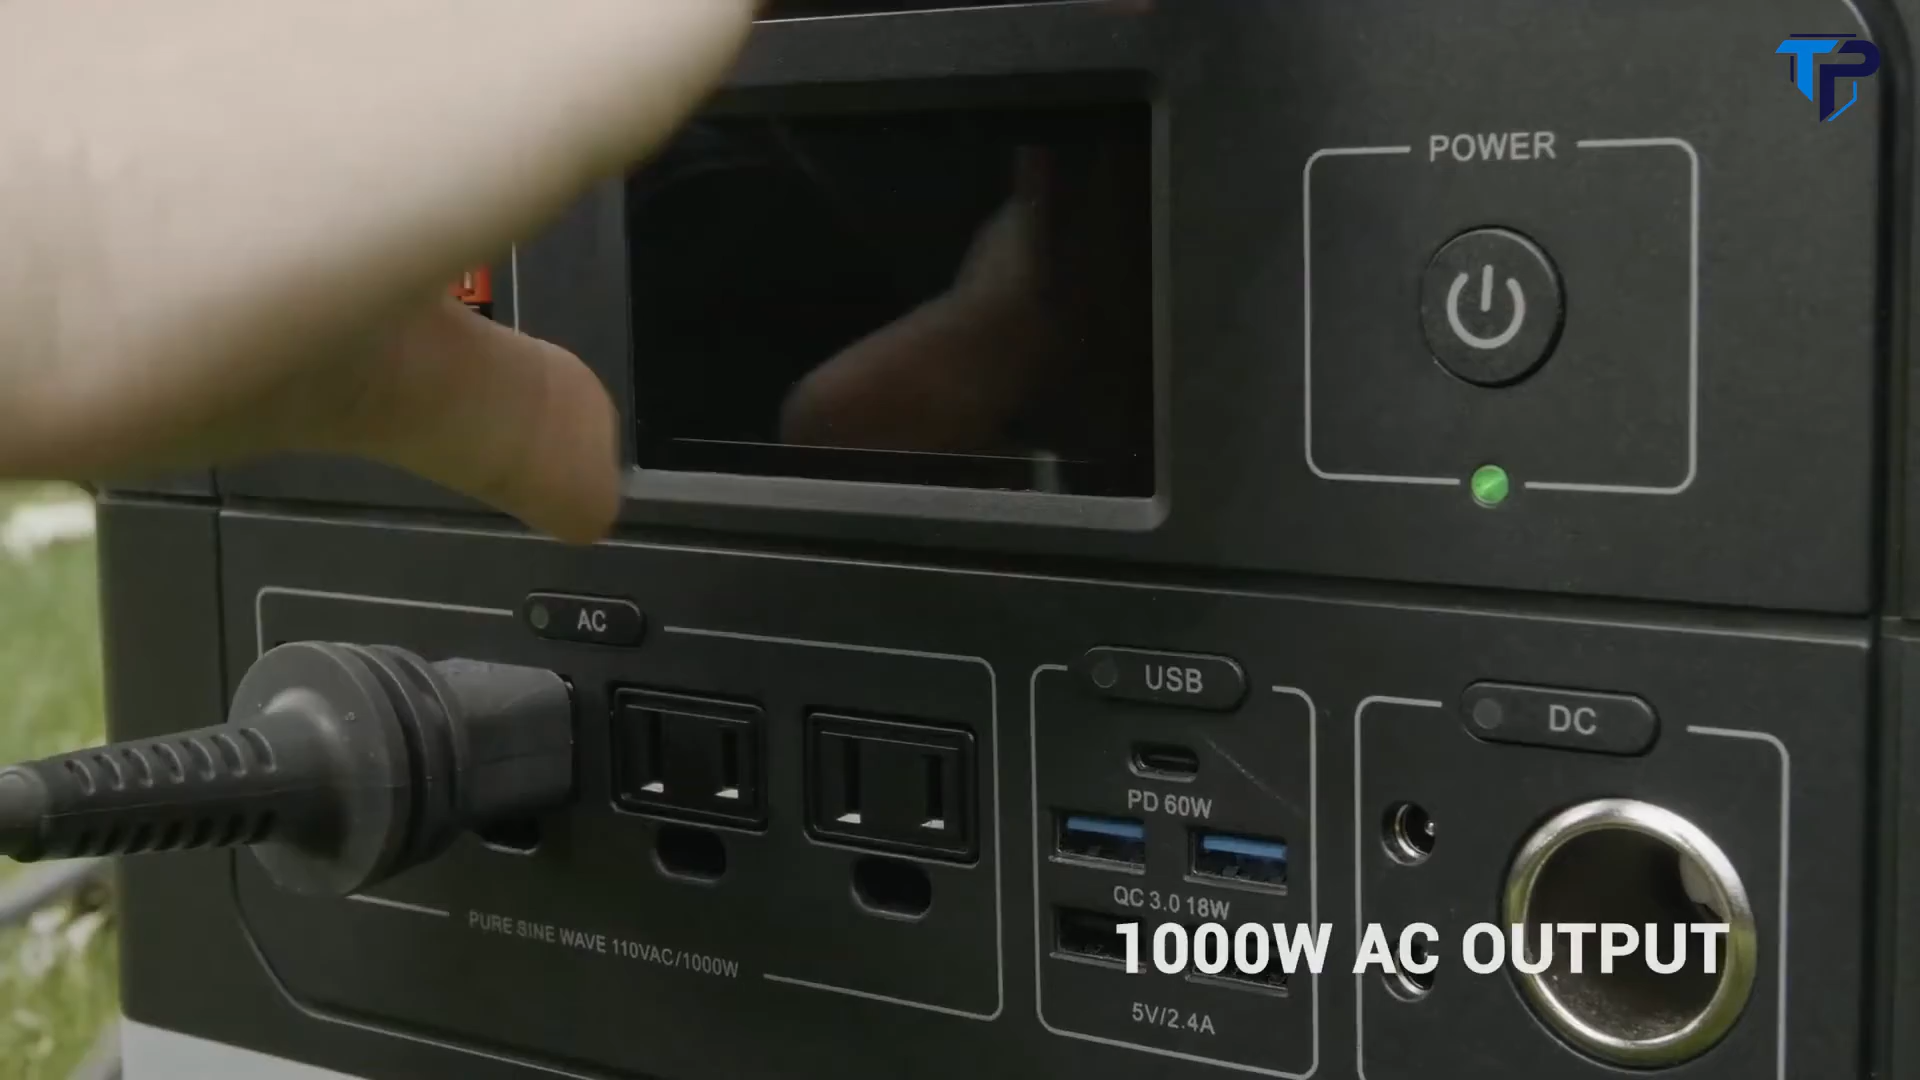 TP
POWER
AC
USB
DC
PD 60W
QC 3.0 18W
1000W AC OUTPUT
PURE SINE WAVE 110VAC/1000W
5V/2.4A